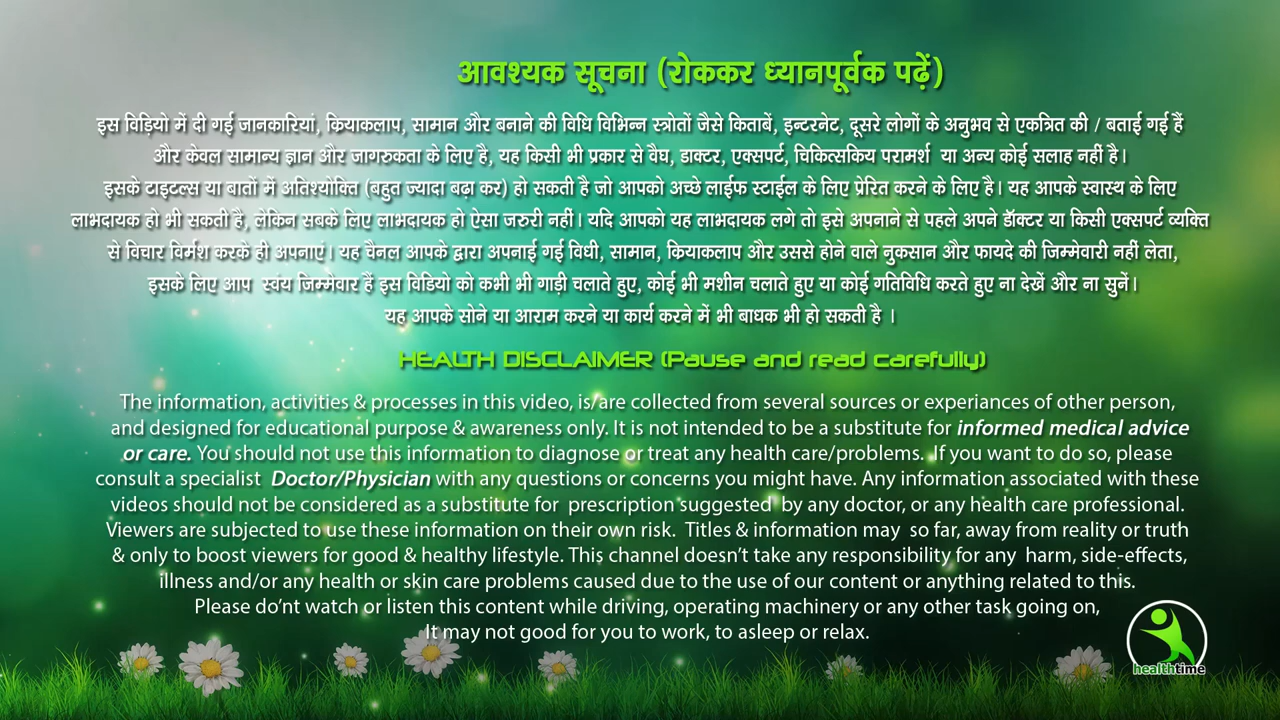 आवश्यक सूचना (रोककर ध्यानपूर्वक पढ़ें)
इस विड़ियो में दी गई जानकारियां, कियाकलाप, सामान और बनाने की विधि विभिन्न स्त्रोतों जैसे किताबें, इन्टरनेट, दूसरे लोगों के अनुभव से एकत्रित की / बताई गई हैं
और केवल सामान्य ज्ञान और जागरुकता के लिए है, यह किसी भी प्रकार से वैघ, डाक्टर, एक्सपर्ट, चिकित्सकिय परामर्श या अन्य कोई सलाह नहीं है।
इसके टाइटल्स या बातों में अतिश्योक्ति (बहुत ज्यादा बढ़ा कर) हो सकती है जो आपको अच्छे लाईफ स्टाईल के लिए प्रेरित करने के लिए है। यह आपके स्वास्थ के लिए
लाभदायक हो भी सकती है, लेकिन सबके लिए लाभदायक हो ऐसा जरुरी नहीं। यदि आपको यह लाभदायक लगे तो इसे अपनाने से पहले अपने डॉक्टर या किसी एक्सपर्ट व्यक्ति
से विचार विर्मश करके ही अपनाएं। यह चैनल आपके द्वारा अपनाई गई विधी, सामान, कियाकलाप और उससे होने वाले नुकसान और फायदे की जिम्मेवारी नहीं लेता,
इसके लिए आप स्वंय जिम्मेवार हैं इस विडियो को कभी भी गाड़ी चलाते हुए, कोई भी मशीन चलाते हुए या कोई गतिविधि करते हुए ना देखें और ना सुनें।
यह आपके सोने या आराम करने या कार्य करने में भी बाधक भी हो सकती है ।
HEALTH DISCLAIMER (Pause and read carefully)
The information, activities & processes in this video, is/are collected from several sources or experiances of other person,
and designed for educational purpose & awareness only. It is not intended to be a substitute for informed medical advice
or care. You should not use this information to diagnose or treat any health care/problems. If you want to do so, please
consult a specialist Doctor/Physician with any questions or concerns you might have. Any information associated with these
videos should not be considered as a substitute for prescription suggested by any doctor, or any health care professional.
Viewers are subjected to use these information on their own risk. Titles & information may so far, away from reality or truth
& only to boost viewers for good & healthy lifestyle. This channel doesn't take any responsibility for any harm, side-effects,
illness and/or any health or skin care problems caused due to the use of our content or anything related to this.
Please do'nt watch or listen this content while driving, operating machinery or any other task going on,
It may not good for you to work, to asleep or relax.
healthtime